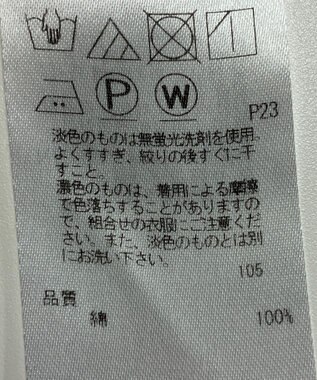 P W
P23
淡色のものは無蛍光洗剤を使用。
よくすすぎ、絞りの後すぐに干
すこと。
濃色のものは、着用による摩擦
で色落ちすることがありますの
で、組合せの衣服にご注意くだ
さい。また、淡色のものとは別
にお洗い下さい。
105
品質
綿 100%